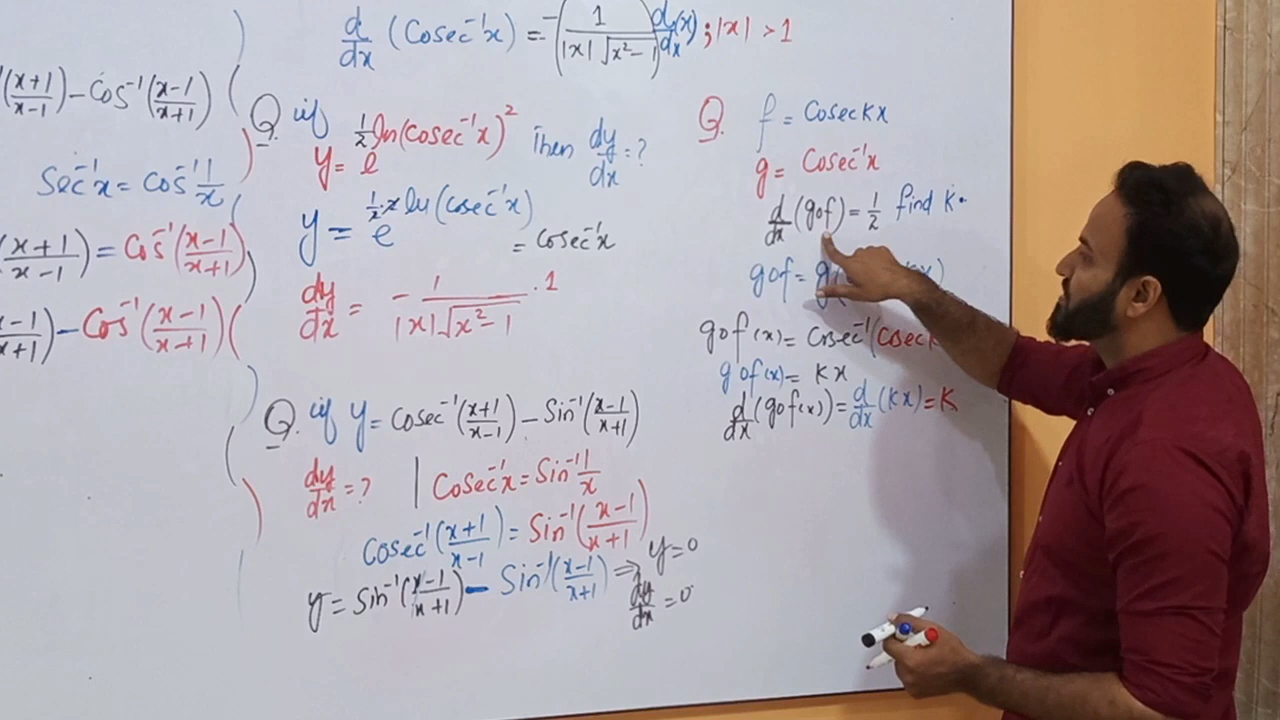 d/dx (Cosec⁻¹x) = -(1/(|x|√(x²-1))) d/dx(x) ; |x| > 1
(x+1/x-1) - Cos⁻¹(x-1/x+1)
Sec⁻¹x = Cos⁻¹ 1/x
(x+1/x-1) = Cos⁻¹(x-1/x+1)
(x-1/x+1) - Cos⁻¹(x-1/x+1)
Q. if y = e^(½ ln(cosec⁻¹x)²) Then dy/dx = ?
y = e^(½·2 ln(cosec⁻¹x))
= cosec⁻¹x
dy/dx = - 1/(|x|√(x²-1)) . 1
Q. if y = Cosec⁻¹(x+1/x-1) - Sin⁻¹(x-1/x+1)
dy/dx = ? | Cosec⁻¹x = Sin⁻¹ 1/x
Cosec⁻¹(x+1/x-1) = Sin⁻¹(x-1/x+1)
y = Sin⁻¹(x-1/x+1) - Sin⁻¹(x-1/x+1) ⇒ y = 0
dy/dx = 0
Q. f = Cosec Kx
g = Cosec⁻¹x
d/dx (gof) = ½ find K.
gof = g( x)
gof(x) = Cosec⁻¹(Cosec K
gof(x) = Kx
d/dx (gof(x)) = d/dx (Kx) = K